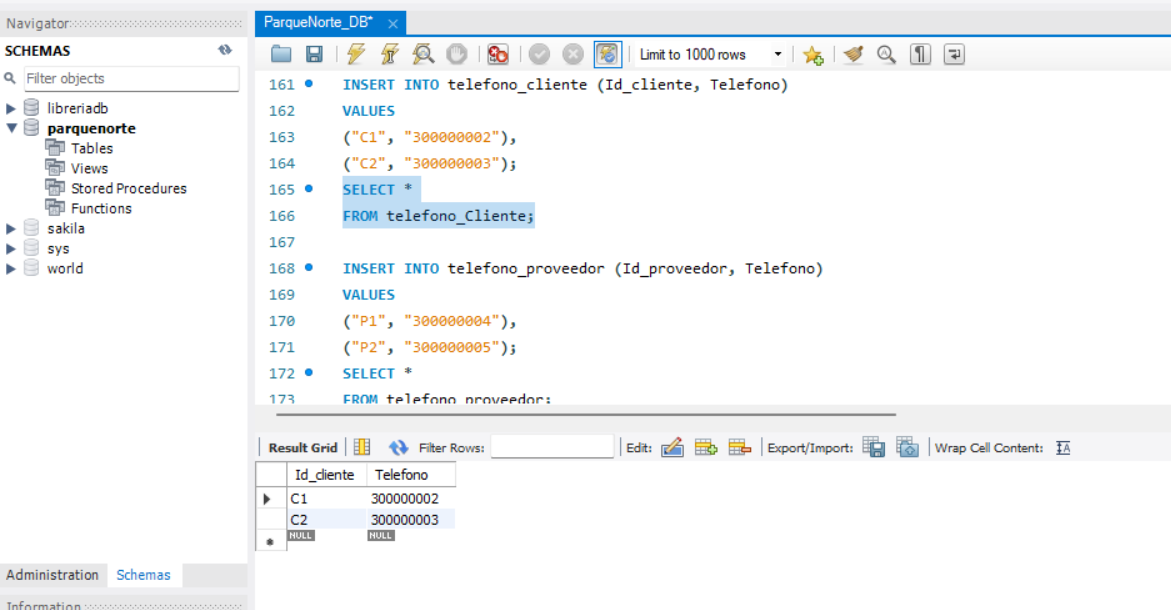 Navigator
ParqueNorte_DB*
SCHEMAS
Limit to 1000 rows
Filter objects
libreriadb
parquenorte
Tables
Views
Stored Procedures
Functions
sakila
sys
world
161 INSERT INTO telefono_cliente (Id_cliente, Telefono)
162 VALUES
163 ("C1", "300000002"),
164 ("C2", "300000003");
165 SELECT *
166 FROM telefono_Cliente;
167
168 INSERT INTO telefono_proveedor (Id_proveedor, Telefono)
169 VALUES
170 ("P1", "300000004"),
171 ("P2", "300000005");
172 SELECT *
173 FROM telefono_proveedor;
Result Grid Filter Rows: Edit: Export/Import: Wrap Cell Content: IA
Id_cliente Telefono
C1 300000002
C2 300000003
NULL NULL
Administration Schemas
Information